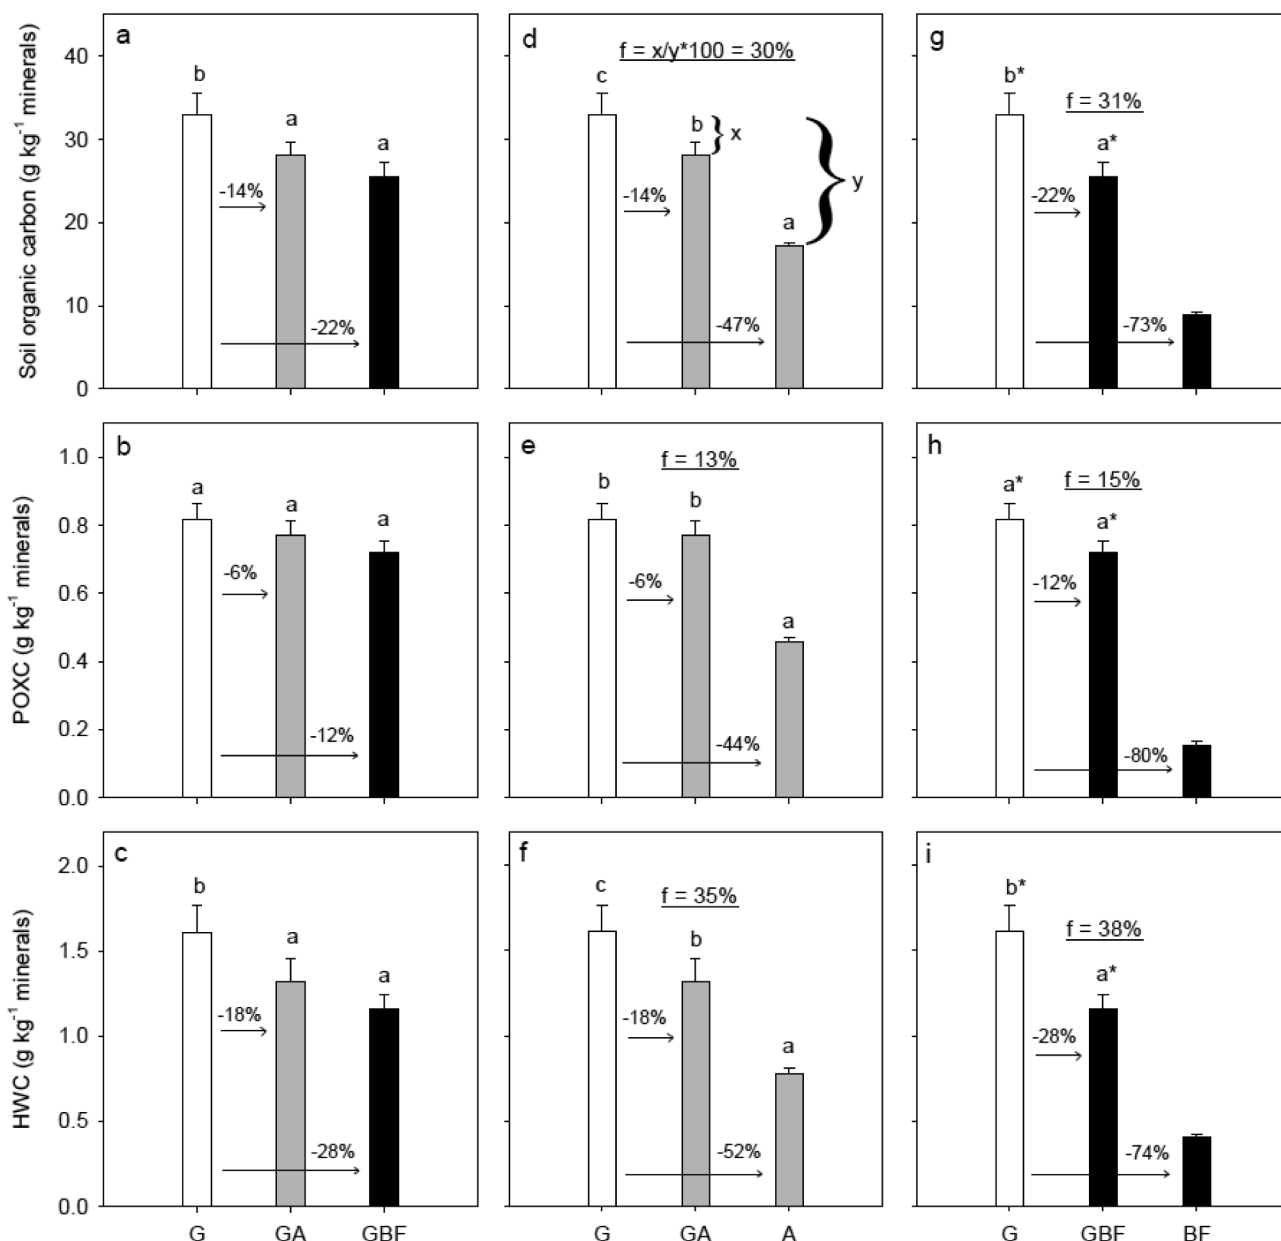 a
Soil organic carbon (g kg⁻¹ minerals)
40
30
20
10
0
b
a
a
-14%
-22%
d
f = x/y*100 = 30%
c
b
x
y
a
-14%
-47%
g
b*
f = 31%
a*
-22%
-73%
b
POXC (g kg⁻¹ minerals)
1.0
0.8
0.6
0.4
0.2
0.0
a
a
a
-6%
-12%
e
f = 13%
b
b
a
-6%
-44%
h
a*
f = 15%
a*
-12%
-80%
c
HWC (g kg⁻¹ minerals)
2.0
1.5
1.0
0.5
0.0
b
a
a
-18%
-28%
G GA GBF
f
f = 35%
c
b
a
-18%
-52%
G GA A
i
b*
f = 38%
a*
-28%
-74%
G GBF BF